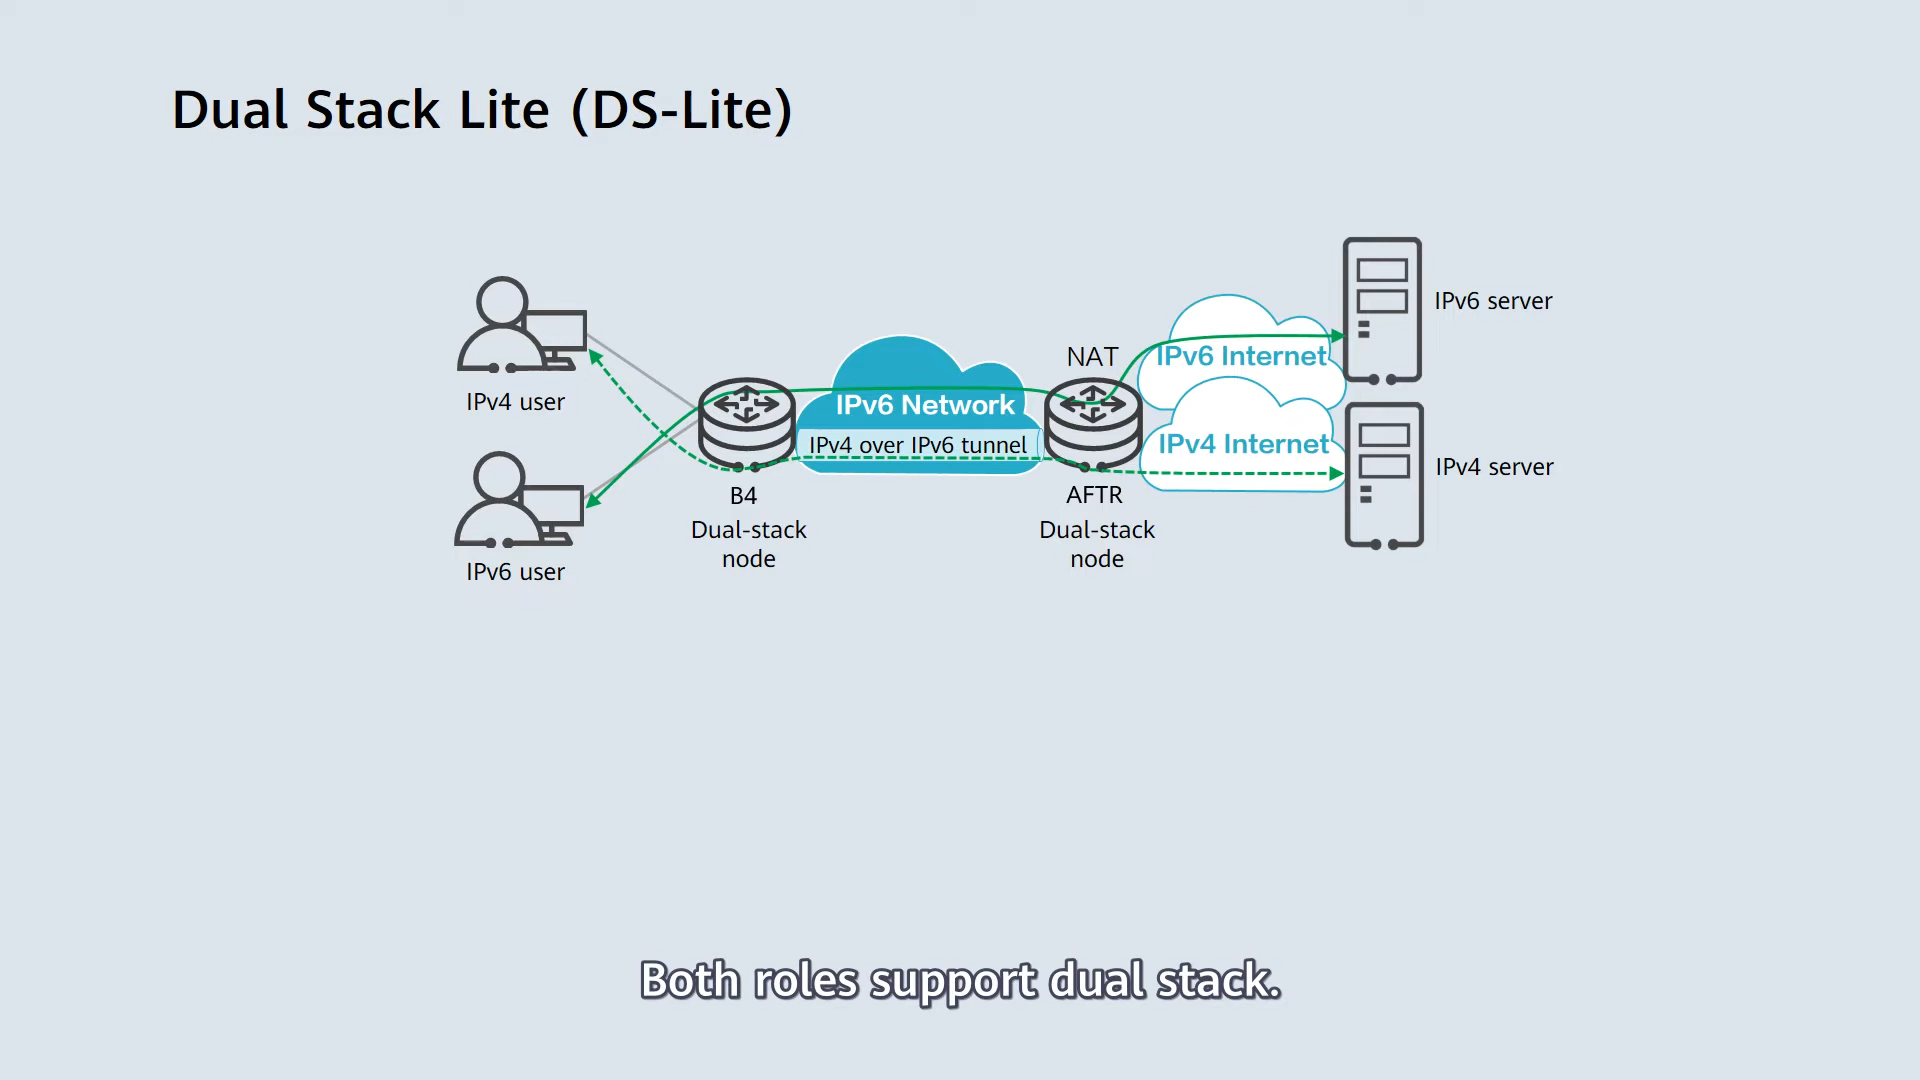 Dual Stack Lite (DS-Lite)
IPv4 user
IPv6 user
B4
Dual-stack
node
IPv6 Network
IPv4 over IPv6 tunnel
NAT
AFTR
Dual-stack
node
IPv6 Internet
IPv4 Internet
IPv6 server
IPv4 server
Both roles support dual stack.